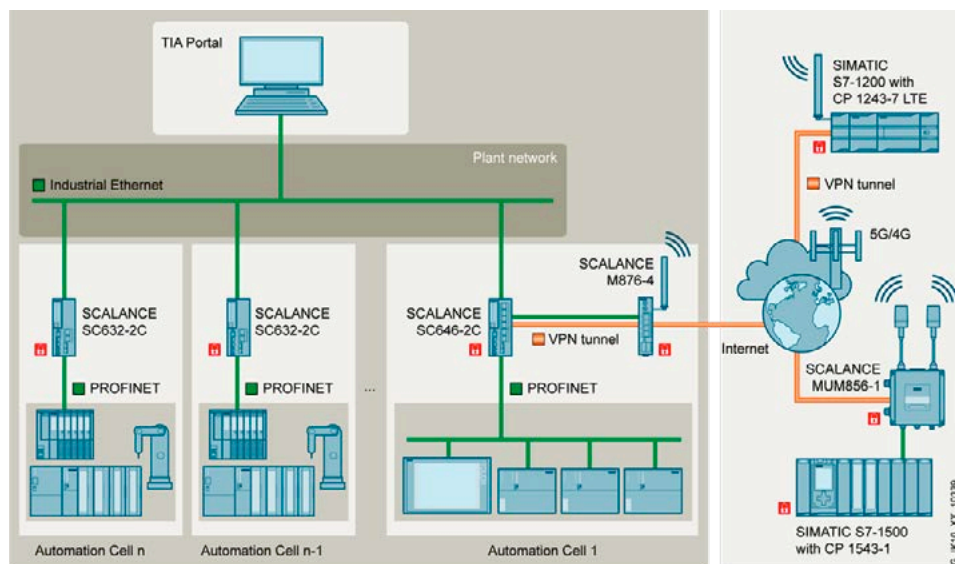 TIA Portal
Plant network
Industrial Ethernet
SCALANCE
SC632-2C
SCALANCE
SC632-2C
SCALANCE
SC646-2C
SCALANCE
M876-4
VPN tunnel
PROFINET
PROFINET
...
PROFINET
Automation Cell n
Automation Cell n-1
Automation Cell 1
SIMATIC
S7-1200 with
CP 1243-7 LTE
VPN tunnel
5G/4G
Internet
SCALANCE
MUM856-1
SIMATIC S7-1500
with CP 1543-1